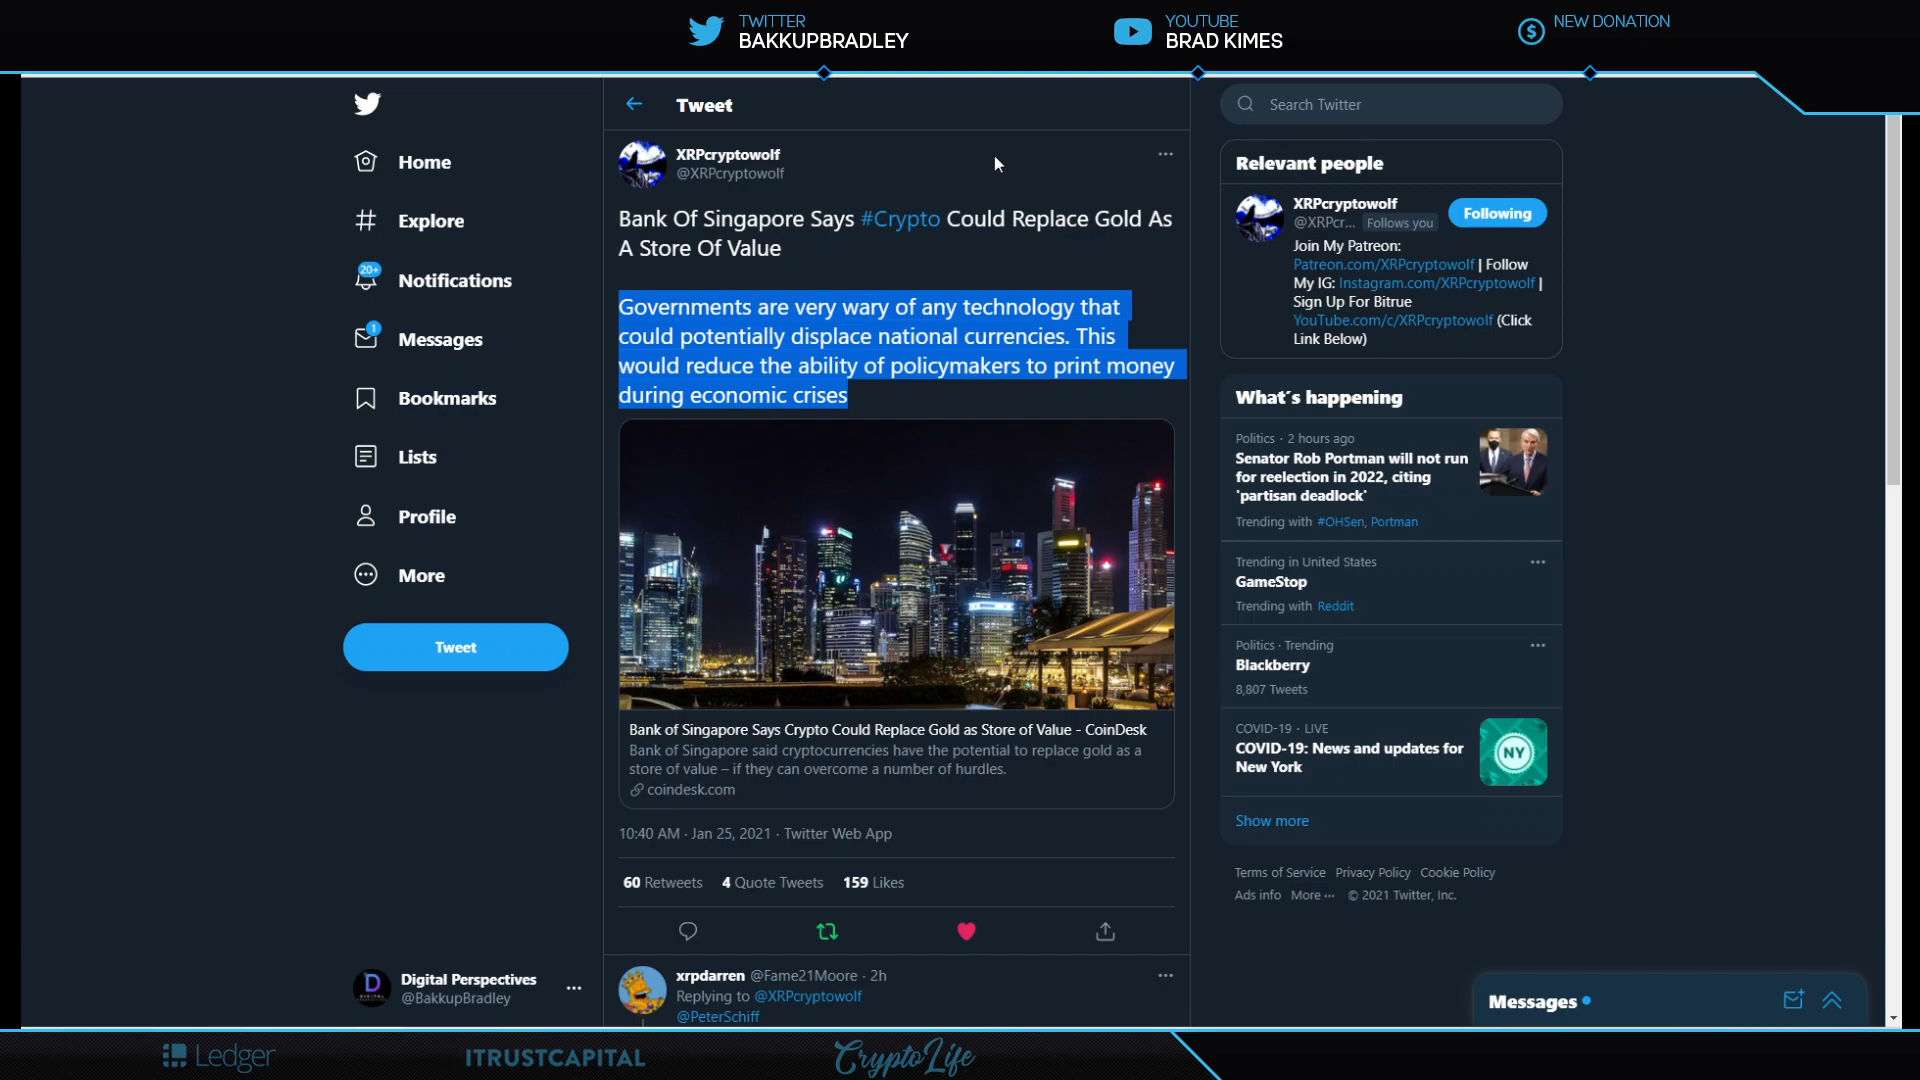 TWITTER
BAKKUPBRADLEY
YOUTUBE
BRAD KIMES
NEW DONATION
Home
Explore
20+
Notifications
1
Messages
Bookmarks
Lists
Profile
More
Tweet
Digital Perspectives
@BakkupBradley
Tweet
XRPcryptowolf
@XRPcryptowolf
Bank Of Singapore Says #Crypto Could Replace Gold As
A Store Of Value
Governments are very wary of any technology that
could potentially displace national currencies. This
would reduce the ability of policymakers to print money
during economic crises
Bank of Singapore Says Crypto Could Replace Gold as Store of Value - CoinDesk
Bank of Singapore said cryptocurrencies have the potential to replace gold as a
store of value – if they can overcome a number of hurdles.
coindesk.com
10:40 AM · Jan 25, 2021 · Twitter Web App
60 Retweets 4 Quote Tweets 159 Likes
xrpdarren @Fame21Moore · 2h
Replying to @XRPcryptowolf
@PeterSchiff
Search Twitter
Relevant people
XRPcryptowolf
@XRPcr... Follows you
Following
Join My Patreon:
Patreon.com/XRPcryptowolf | Follow
My IG: Instagram.com/XRPcryptowolf |
Sign Up For Bitrue
YouTube.com/c/XRPcryptowolf (Click
Link Below)
What´s happening
Politics · 2 hours ago
Senator Rob Portman will not run
for reelection in 2022, citing
'partisan deadlock'
Trending with #OHSen, Portman
Trending in United States
GameStop
Trending with Reddit
Politics · Trending
Blackberry
8,807 Tweets
COVID-19 · LIVE
COVID-19: News and updates for
New York
NY
Show more
Terms of Service Privacy Policy Cookie Policy
Ads info More ··· © 2021 Twitter, Inc.
Messages
Ledger
ITRUSTCAPITAL
CryptoLife